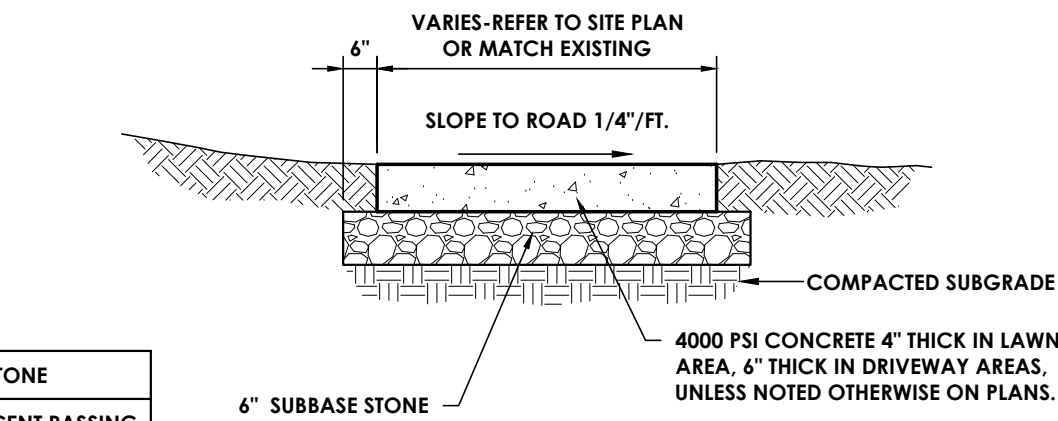 VARIES-REFER TO SITE PLAN
OR MATCH EXISTING
6"
SLOPE TO ROAD 1/4"/FT.
COMPACTED SUBGRADE
4000 PSI CONCRETE 4" THICK IN LAWN
AREA, 6" THICK IN DRIVEWAY AREAS,
UNLESS NOTED OTHERWISE ON PLANS.
6" SUBBASE STONE
PASSING